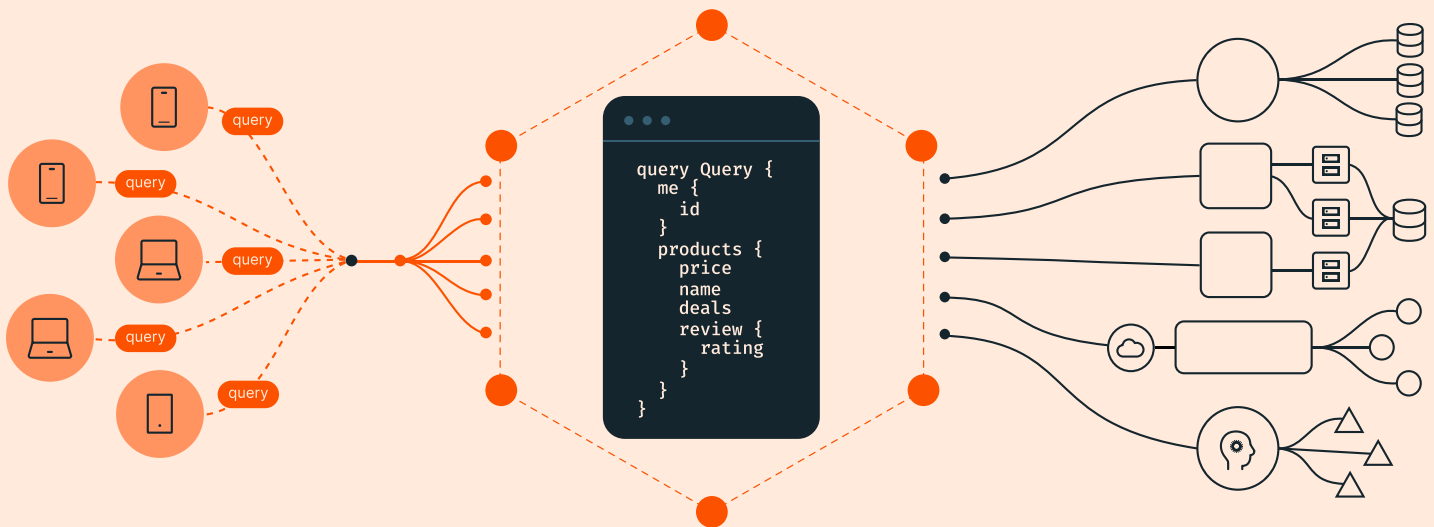 query
query
query
query
query
query Query {
  me {
    id
  }
  products {
    price
    name
    deals
    review {
      rating
    }
  }
}